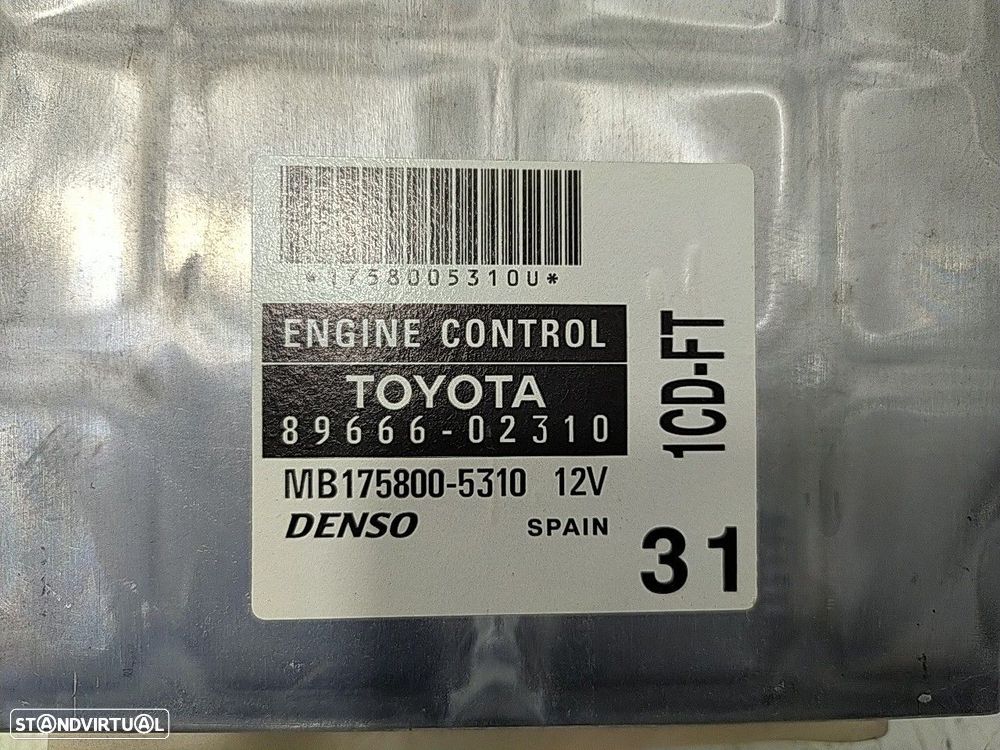 *1758005310U*
ENGINE CONTROL
TOYOTA
89666-02310
MB175800-5310 12V
DENSO SPAIN
1CD-FT
31
STANDVIRTUAL